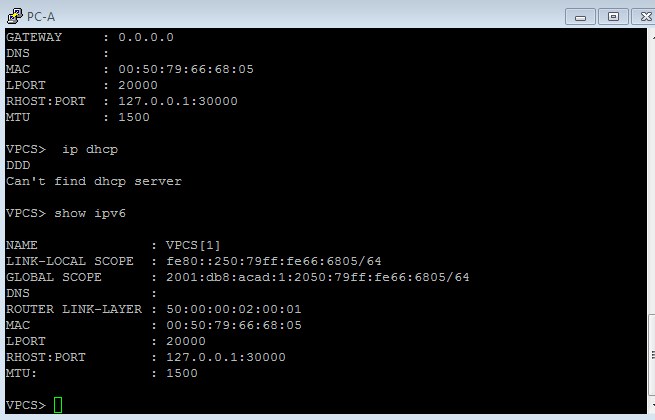 PC-A
GATEWAY : 0.0.0.0
DNS :
MAC : 00:50:79:66:68:05
LPORT : 20000
RHOST:PORT : 127.0.0.1:30000
MTU : 1500
VPCS> ip dhcp
DDD
Can't find dhcp server
VPCS> show ipv6
NAME : VPCS[1]
LINK-LOCAL SCOPE : fe80::250:79ff:fe66:6805/64
GLOBAL SCOPE : 2001:db8:acad:1:2050:79ff:fe66:6805/64
DNS :
ROUTER LINK-LAYER : 50:00:00:02:00:01
MAC : 00:50:79:66:68:05
LPORT : 20000
RHOST:PORT : 127.0.0.1:30000
MTU: : 1500
VPCS>